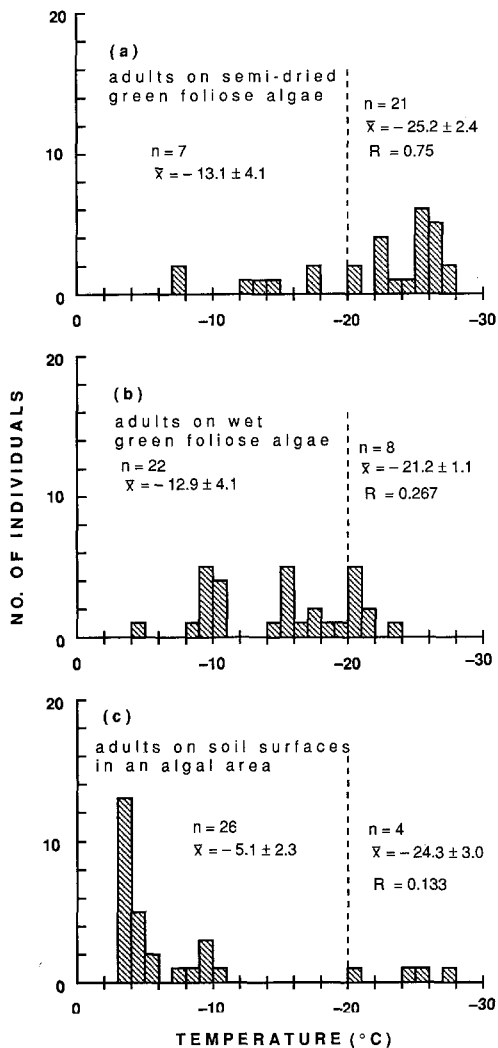 20
(a)
adults on semi-dried
green foliose algae
n = 21
x̄ = − 25.2 ± 2.4
R = 0.75
n = 7
x̄ = − 13.1 ± 4.1
10
0
0 −10 −20 −30
20
(b)
adults on wet
green foliose algae
n = 22
x̄ = − 12.9 ± 4.1
n = 8
x̄ = −21.2 ± 1.1
R = 0.267
10
0
0 −10 −20 −30
20
(c)
adults on soil surfaces
in an algal area
n = 26
x̄ = − 5.1 ± 2.3
n = 4
x̄ = −24.3 ± 3.0
R = 0.133
10
0
0 −10 −20 −30
NO. OF INDIVIDUALS
TEMPERATURE (°C)